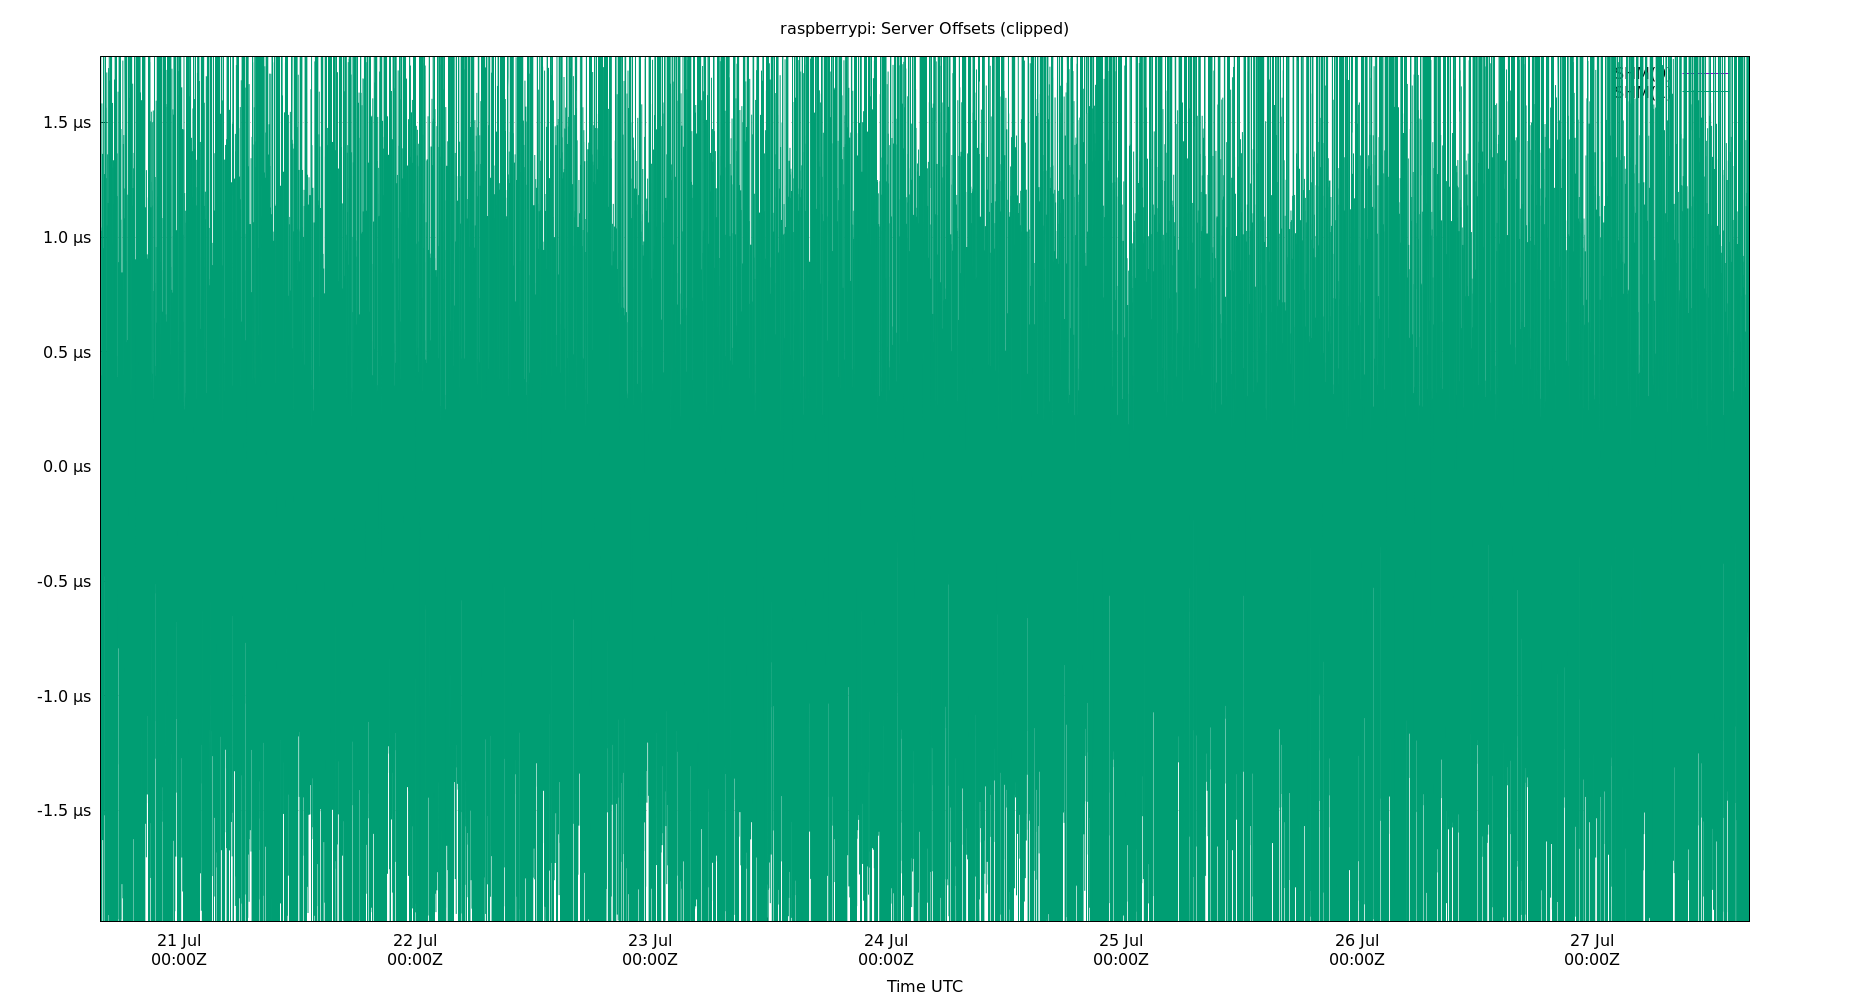 raspberrypi: Server Offsets (clipped)
SHM(
SHM(
1.5 µs
1.0 µs
0.5 µs
0.0 µs
-0.5 µs
-1.0 µs
-1.5 µs
21 Jul 22 Jul 23 Jul 24 Jul 25 Jul 26 Jul 27 Jul
00:00Z 00:00Z 00:00Z 00:00Z 00:00Z 00:00Z 00:00Z
Time UTC